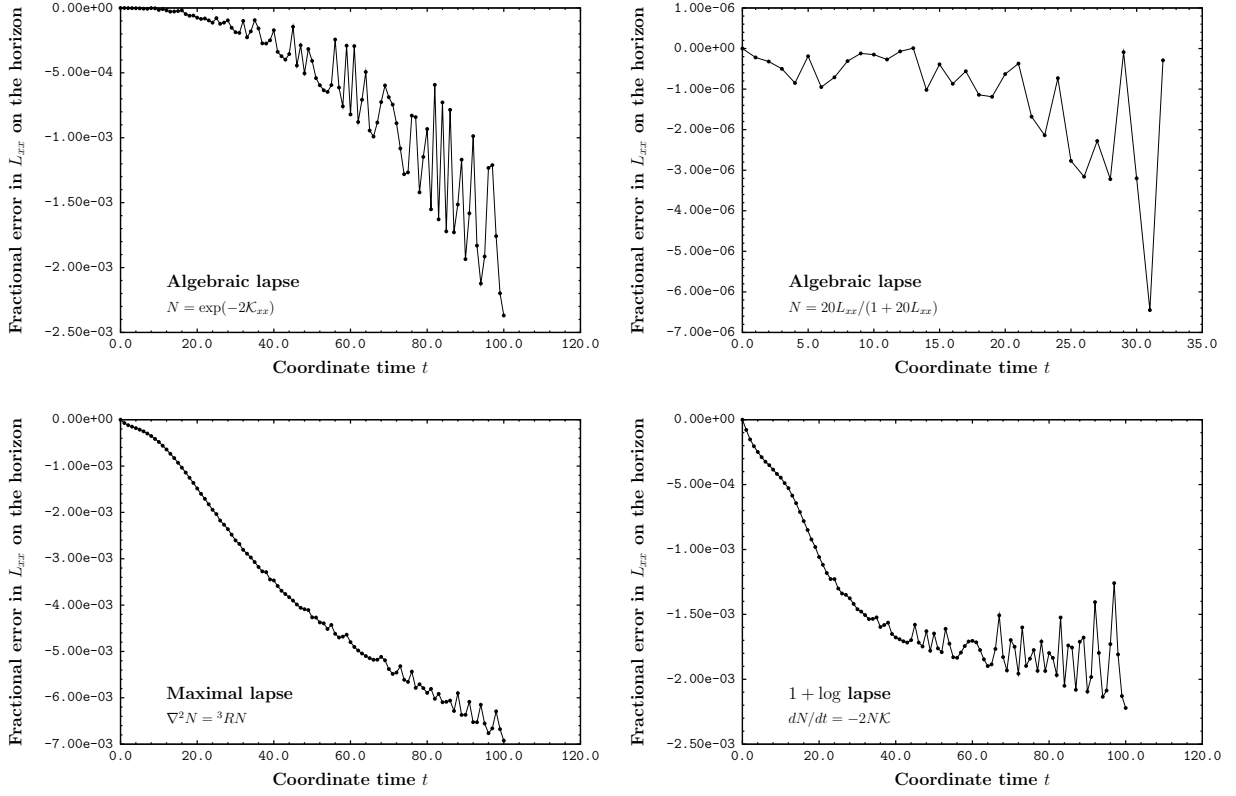 0.00e+00
-5.00e-04
-1.00e-03
-1.50e-03
-2.00e-03
-2.50e-03
0.0 20.0 40.0 60.0 80.0 100.0 120.0
Fractional error in L_xx on the horizon
Coordinate time t
Algebraic lapse
N = exp(−2𝒦_xx)
1.00e-06
0.00e+00
-1.00e-06
-2.00e-06
-3.00e-06
-4.00e-06
-5.00e-06
-6.00e-06
-7.00e-06
0.0 5.0 10.0 15.0 20.0 25.0 30.0 35.0
Fractional error in L_xx on the horizon
Coordinate time t
Algebraic lapse
N = 20L_xx/(1 + 20L_xx)
0.00e+00
-1.00e-03
-2.00e-03
-3.00e-03
-4.00e-03
-5.00e-03
-6.00e-03
-7.00e-03
0.0 20.0 40.0 60.0 80.0 100.0 120.0
Fractional error in L_xx on the horizon
Coordinate time t
Maximal lapse
∇²N = ³RN
0.00e+00
-5.00e-04
-1.00e-03
-1.50e-03
-2.00e-03
-2.50e-03
0.0 20.0 40.0 60.0 80.0 100.0 120.0
Fractional error in L_xx on the horizon
Coordinate time t
1 + log lapse
dN/dt = −2N𝒦